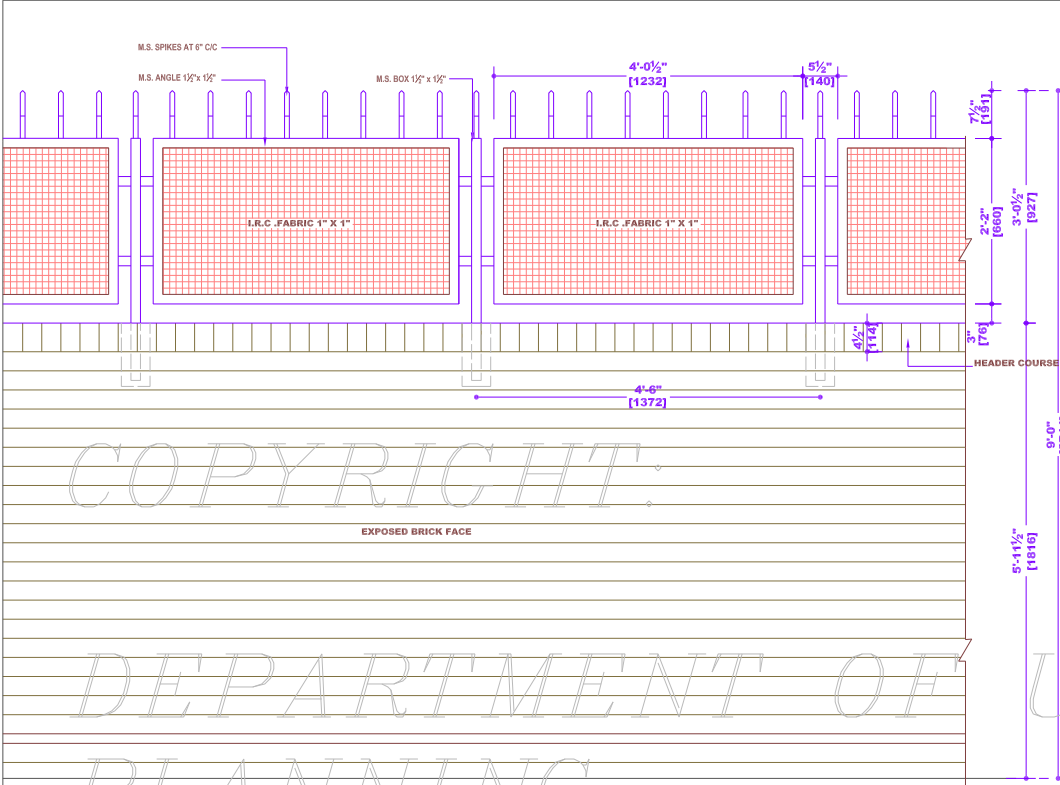 M.S. SPIKES AT 6" C/C
M.S. ANGLE 1½"x 1½"
M.S. BOX 1½" x 1½"
4'-0½"
[1232]
5½"
[140]
7½"
[191]
I.R.C .FABRIC 1" X 1"
I.R.C .FABRIC 1" X 1"
2'-2"
[660]
3'-0½"
[927]
3"
[76]
4½"
[114]
HEADER COURSE
4'-6"
[1372]
9'-0"
COPYRIGHT:
EXPOSED BRICK FACE
5'-11½"
[1816]
DEPARTMENT OF U
PLANNING